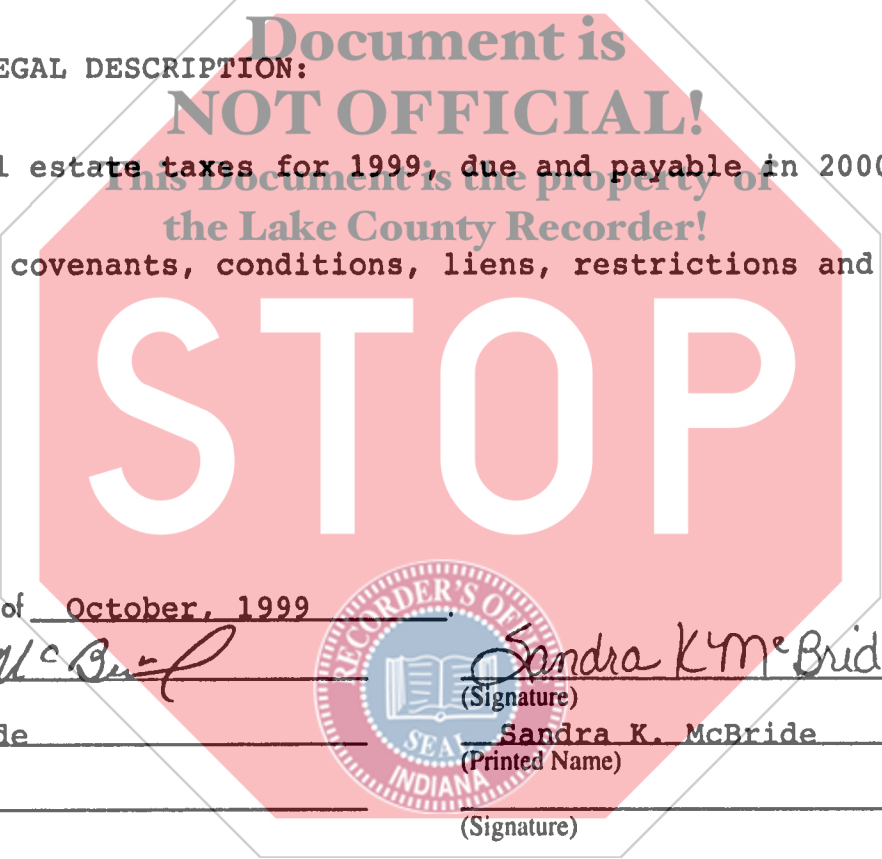 Document is
EGAL DESCRIPTION:
NOT OFFICIAL!
l estate taxes for 1999, due and payable in 2000
This Document is the property of
the Lake County Recorder!
covenants, conditions, liens, restrictions and
STOP
of October, 1999.
McBride Sandra K McBrid
(Signature)
de Sandra K. McBride
(Printed Name)
(Signature)
RECORDER'S OF
SEAL
INDIANA